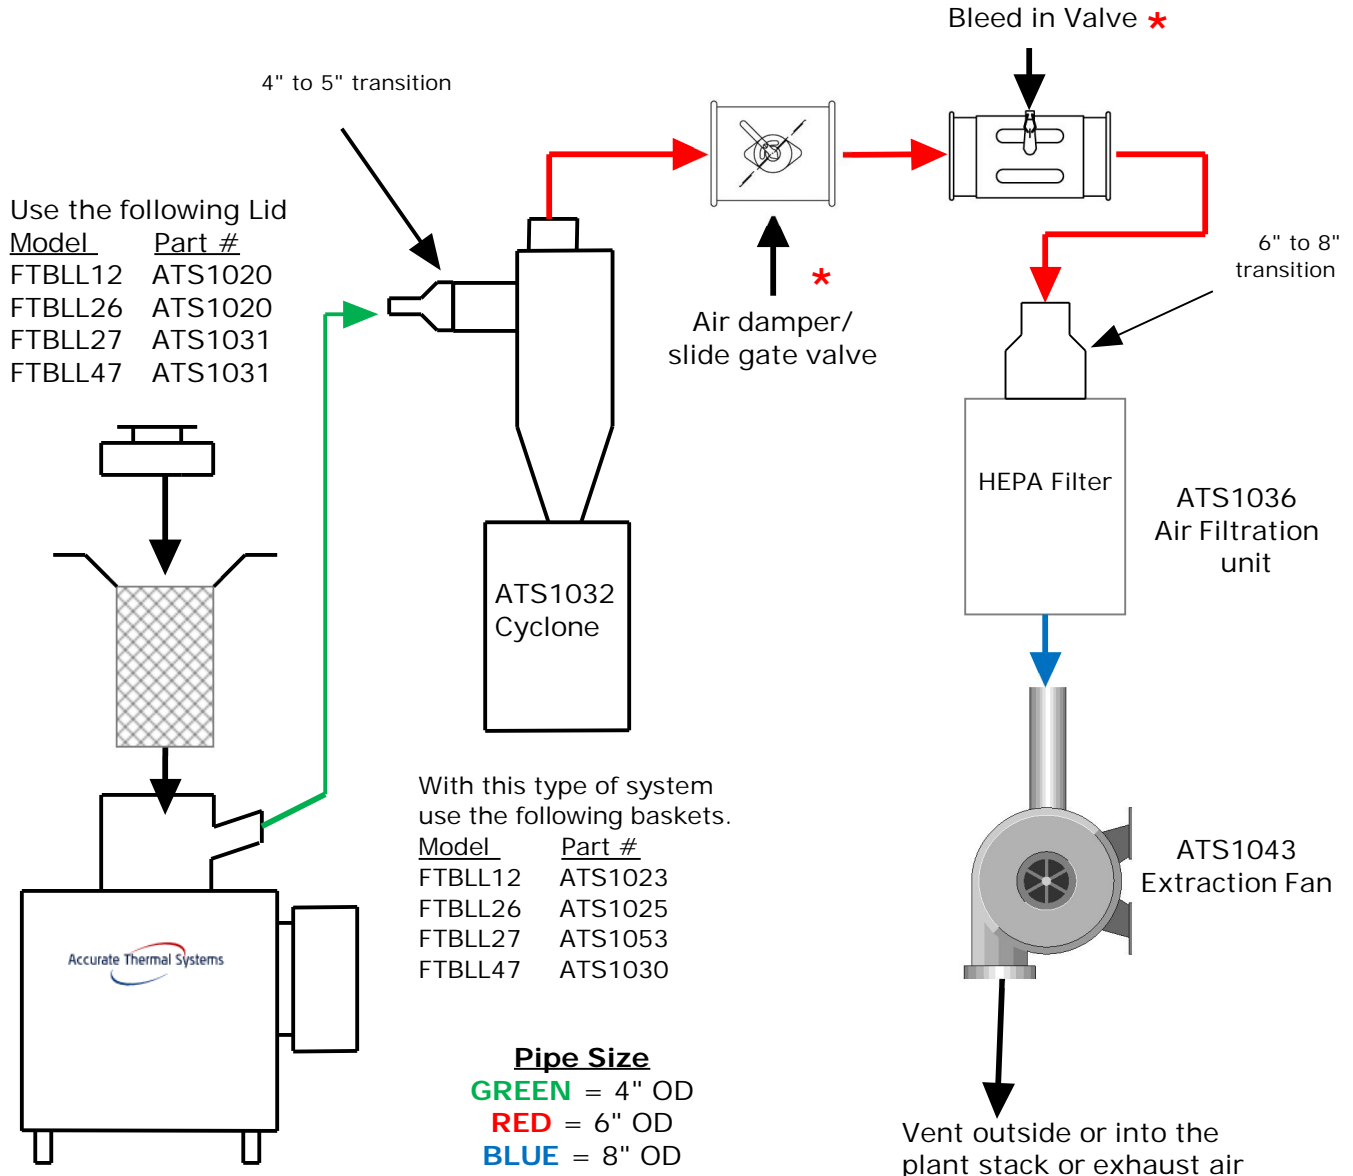 Bleed in Valve *
4" to 5" transition
Use the following Lid
Model Part #
FTBLL12 ATS1020
FTBLL26 ATS1020
FTBLL27 ATS1031
FTBLL47 ATS1031
*
Air damper/
slide gate valve
6" to 8"
transition
HEPA Filter
ATS1036
Air Filtration
unit
ATS1032
Cyclone
With this type of system
use the following baskets.
Model Part #
FTBLL12 ATS1023
FTBLL26 ATS1025
FTBLL27 ATS1053
FTBLL47 ATS1030
ATS1043
Extraction Fan
Accurate Thermal Systems
Pipe Size
GREEN = 4" OD
RED = 6" OD
BLUE = 8" OD
Vent outside or into the
plant stack or exhaust air